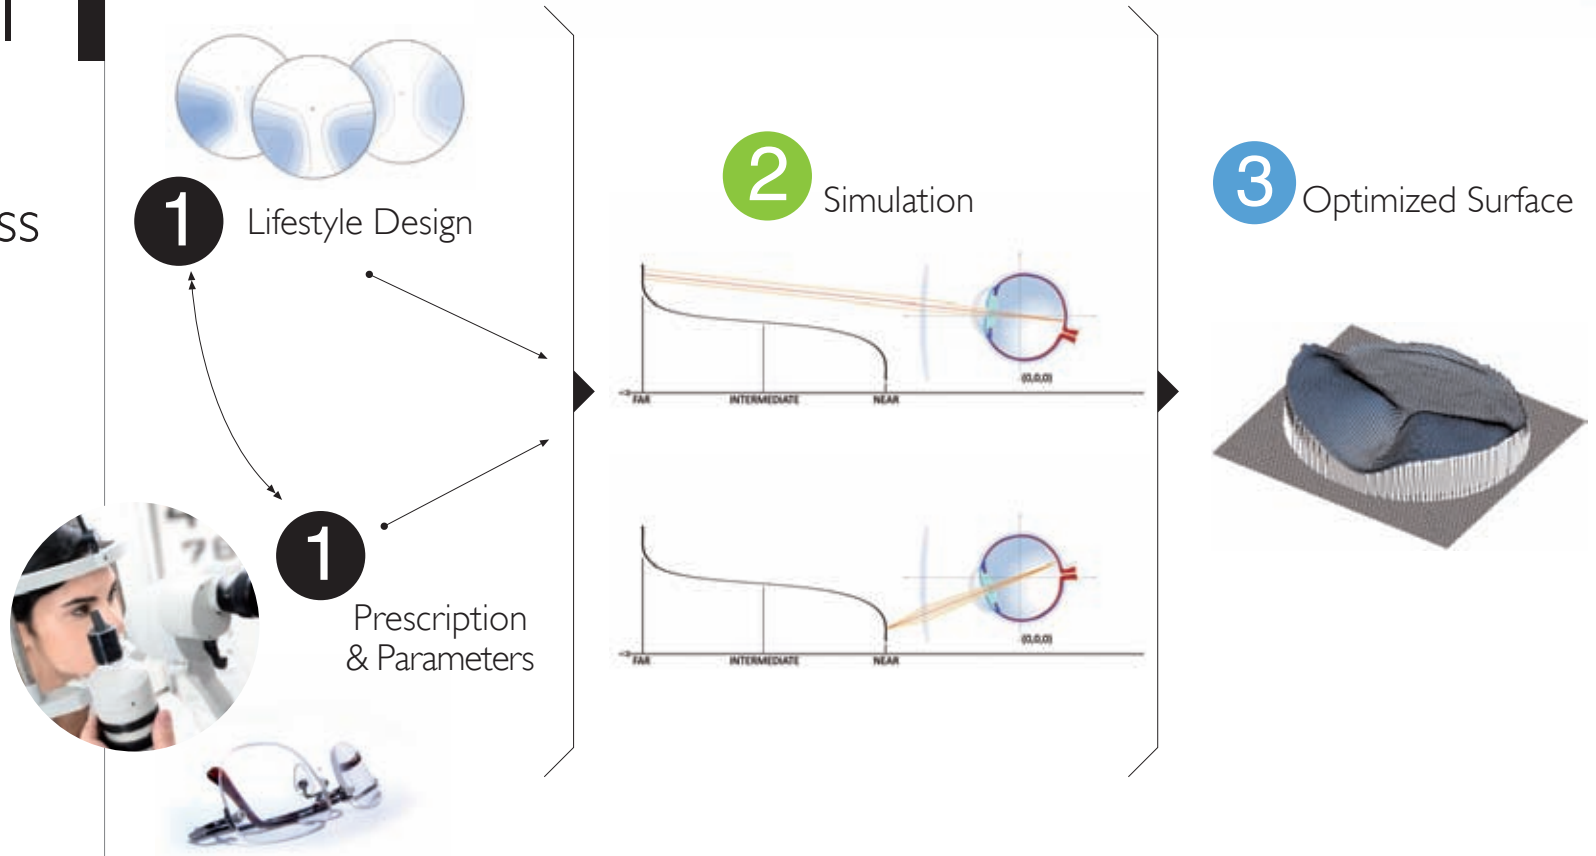 ss
1 Lifestyle Design
1
Prescription
& Parameters
2 Simulation
(0,0,0)
FAR INTERMEDIATE NEAR
(0,0,0)
FAR INTERMEDIATE NEAR
3 Optimized Surface